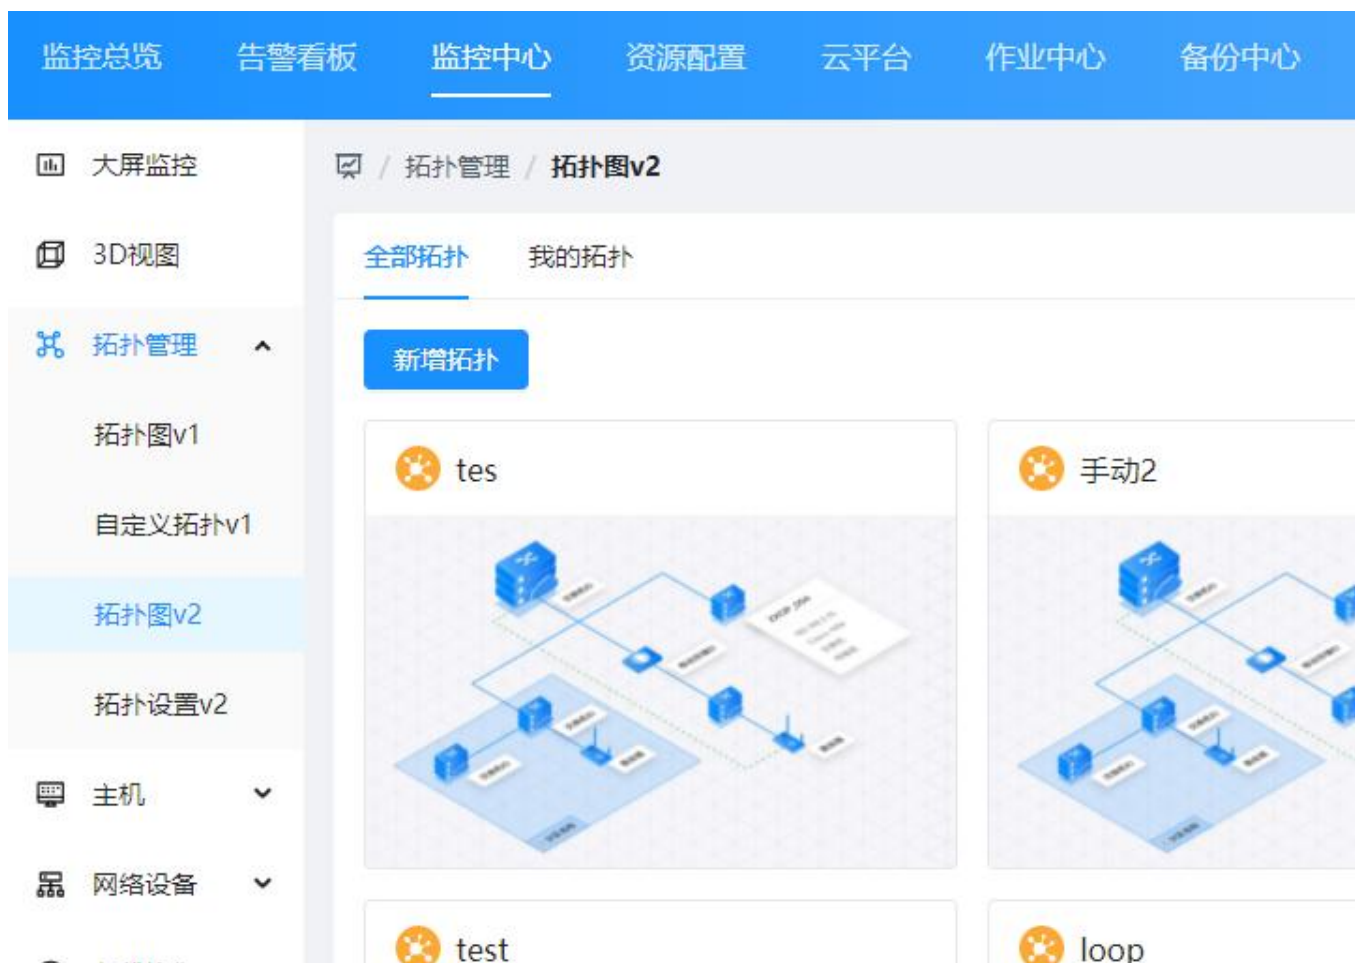 监控总览 告警看板 监控中心 资源配置 云平台 作业中心 备份中心
大屏监控
/ 拓扑管理 / 拓扑图v2
3D视图
全部拓扑 我的拓扑
拓扑管理
新增拓扑
拓扑图v1
tes
手动2
自定义拓扑v1
拓扑图v2
拓扑设置v2
主机
网络设备
test
loop